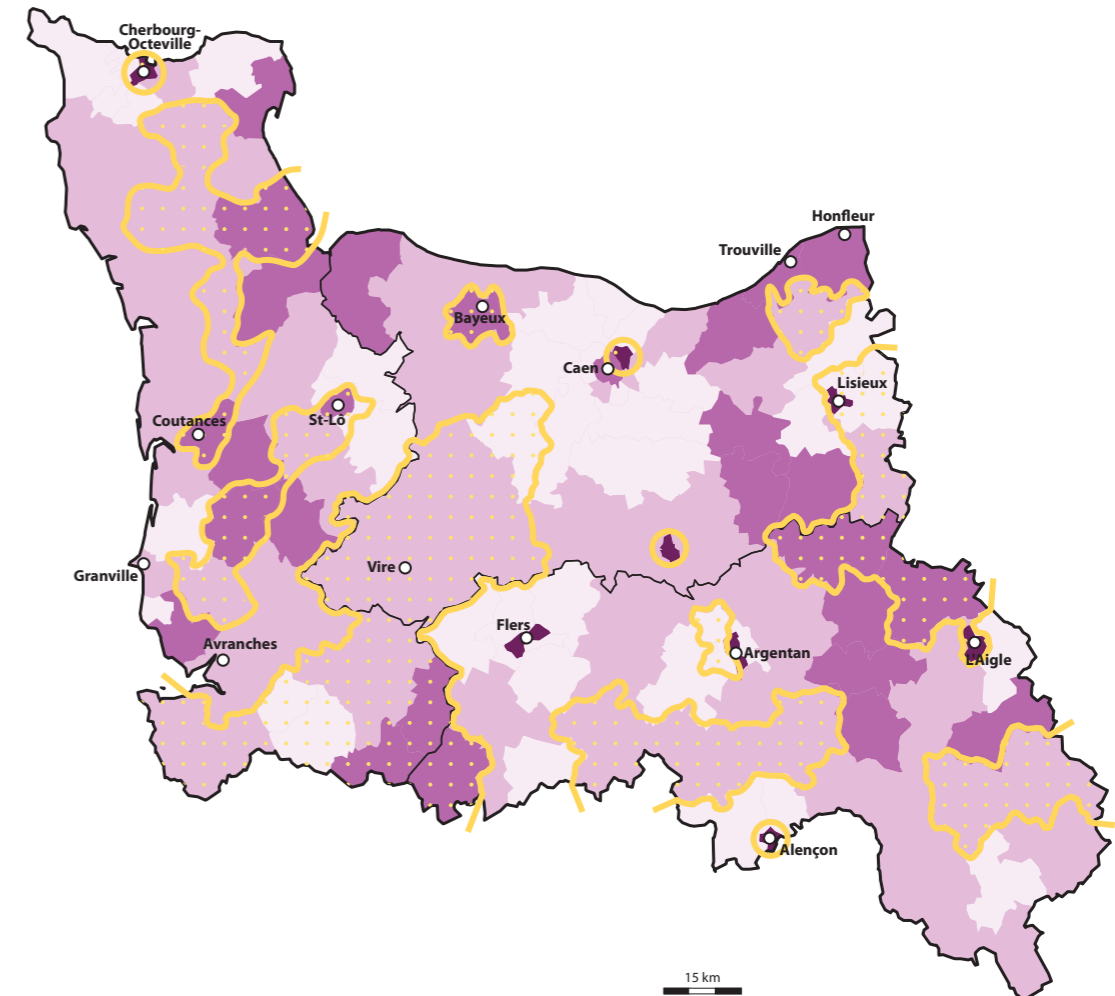 Cherbourg-
Octeville
Honfleur
Trouville
Bayeux
Caen
Lisieux
Coutances
St-Lô
Granville
Vire
Flers
Avranches
Argentan
L'Aigle
Alençon
15 km